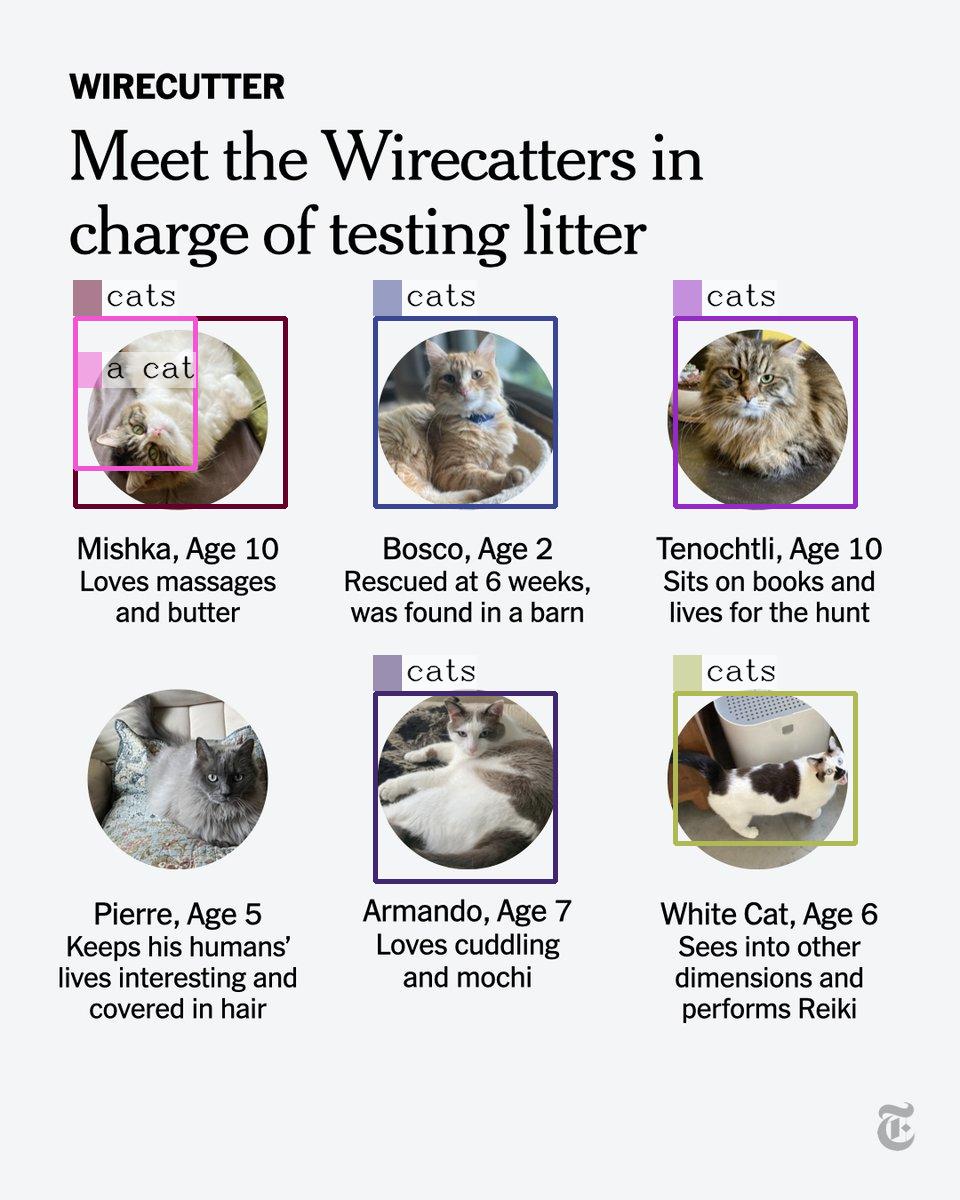 WIRECUTTER
Meet the Wirecatters in
charge of testing litter
cats
cats
cats
a cat
Mishka, Age 10
Loves massages
and butter
Bosco, Age 2
Rescued at 6 weeks,
was found in a barn
Tenochtli, Age 10
Sits on books and
lives for the hunt
cats
cats
Pierre, Age 5
Keeps his humans’
lives interesting and
covered in hair
Armando, Age 7
Loves cuddling
and mochi
White Cat, Age 6
Sees into other
dimensions and
performs Reiki
T